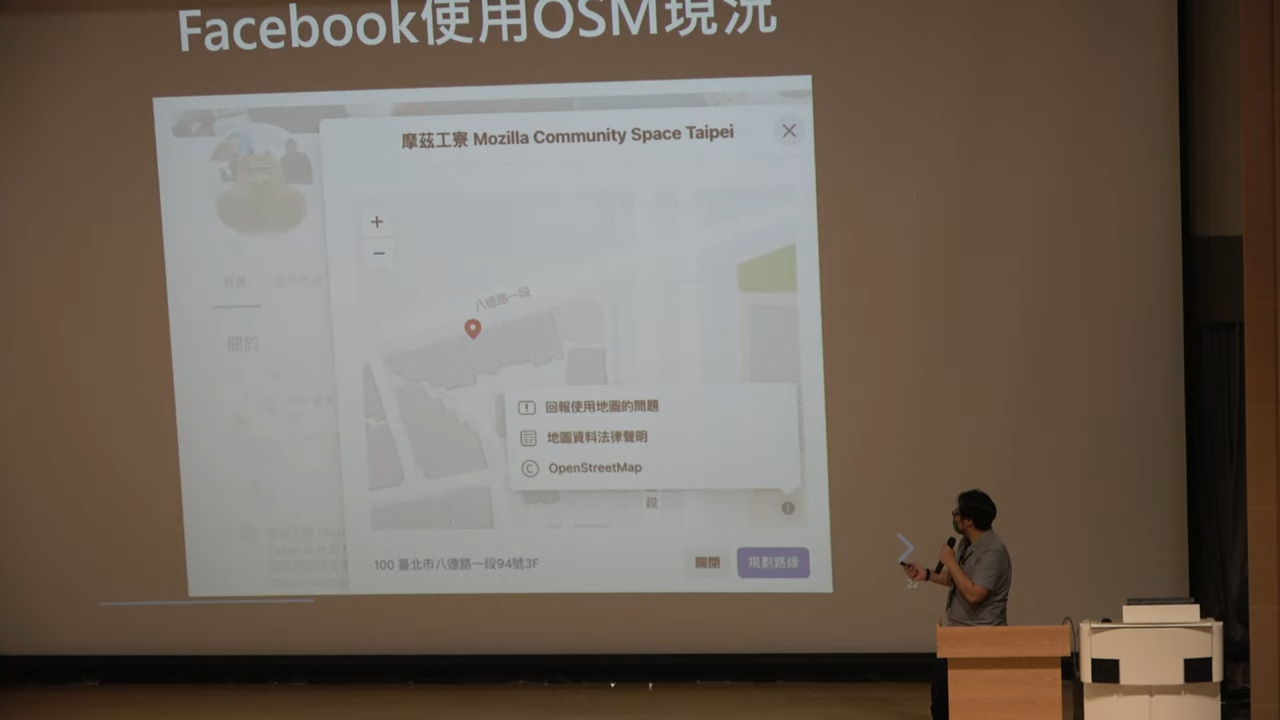 Facebook使用OSM現況
摩茲工寮 Mozilla Community Space Taipei
+
−
八德路一段
關於
回報使用地圖的問題
地圖資料法律聲明
© OpenStreetMap
段
100 臺北市八德路一段94號3F
關閉
規劃路線